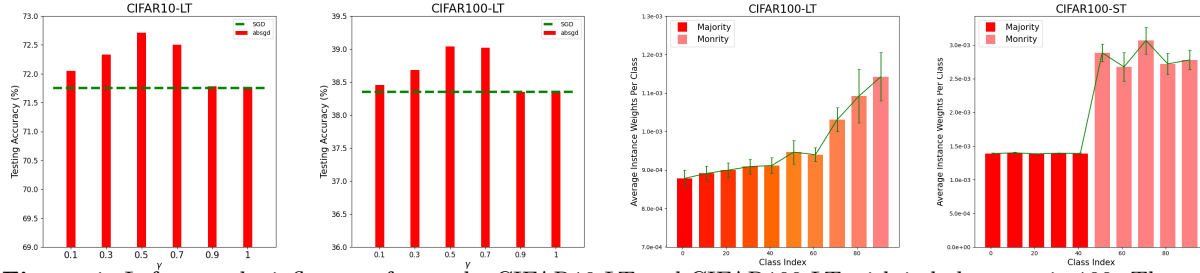 CIFAR10-LT
73.0
72.5
72.0
71.5
71.0
70.5
70.0
69.5
69.0
Testing Accuracy (%)
SGD
absgd
0.1 0.3 0.5 0.7 0.9 1
γ
CIFAR100-LT
39.5
39.0
38.5
38.0
37.5
37.0
36.5
36.0
Testing Accuracy (%)
SGD
absgd
0.1 0.3 0.5 0.7 0.9 1
γ
CIFAR100-LT
1.3e-03
1.2e-03
1.1e-03
1.0e-03
9.0e-04
8.0e-04
7.0e-04
Average Instance Weights Per Class
Majority
Monrity
0 20 40 60 80
Class Index
CIFAR100-ST
3.0e-03
2.5e-03
2.0e-03
1.5e-03
1.0e-03
5.0e-04
0.0e+00
Average Instance Weights Per Class
Majority
Monrity
0 20 40 60 80
Class Index